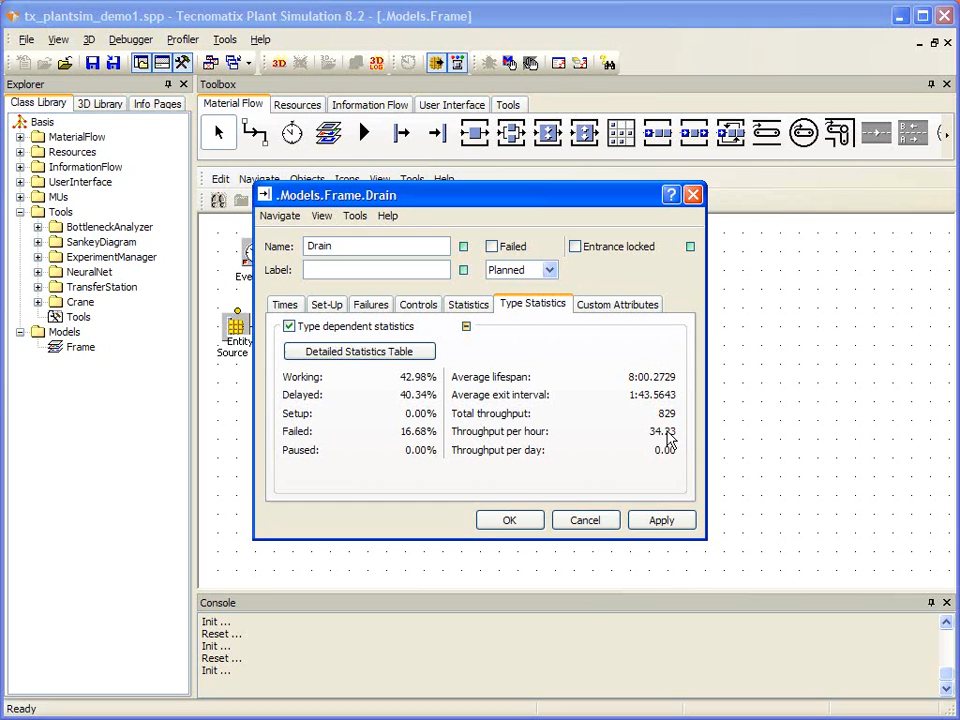 tx_plantsim_demo1.spp - Tecnomatix Plant Simulation 8.2 - [.Models.Frame]
File View 3D Debugger Profiler Tools Help
Explorer
Toolbox
Class Library 3D Library Info Pages
Material Flow Resources Information Flow User Interface Tools
Basis
MaterialFlow
Resources
InformationFlow
UserInterface
MUs
Tools
BottleneckAnalyzer
SankeyDiagram
ExperimentManager
NeuralNet
TransferStation
Crane
Tools
Models
Frame
Edit Navigate Objects Icons View Tools Help
Entity
Source
.Models.Frame.Drain
Navigate View Tools Help
Name: Drain Failed Entrance locked
Label: Planned
Times Set-Up Failures Controls Statistics Type Statistics Custom Attributes
Type dependent statistics
Detailed Statistics Table
Working: 42.98% Average lifespan: 8:00.2729
Delayed: 40.34% Average exit interval: 1:43.5643
Setup: 0.00% Total throughput: 829
Failed: 16.68% Throughput per hour:
Paused: 0.00% Throughput per day: 0.00
OK Cancel Apply
Console
Init ...
Reset ...
Init ...
Reset ...
Init ...
Ready